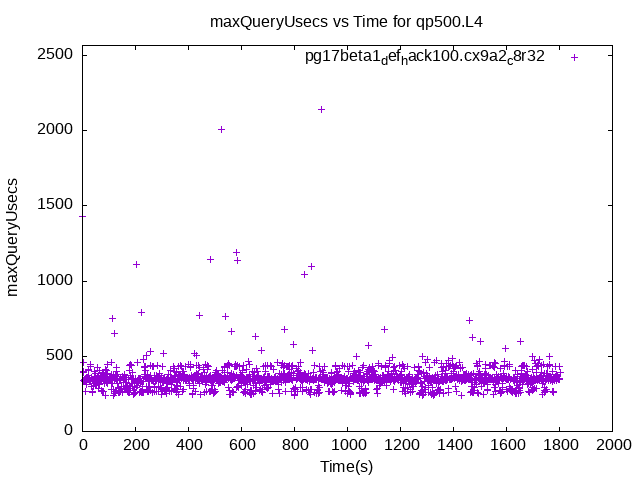 maxQueryUsecs vs Time for qp500.L4
pg17beta1def_hack100.cx9a2_c8r32
maxQueryUsecs
2500
2000
1500
1000
500
0
0 200 400 600 800 1000 1200 1400 1600 1800 2000
Time(s)